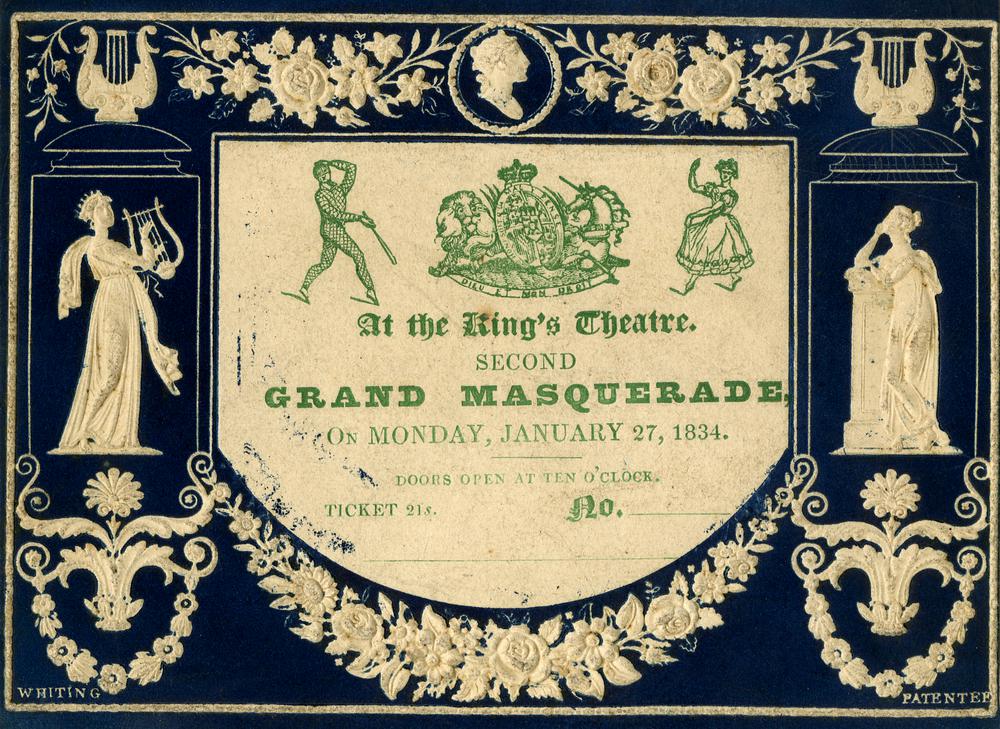 DIEU ET MON DROIT
At the King's Theatre.
SECOND
GRAND MASQUERADE,
On MONDAY, JANUARY 27, 1834.
DOORS OPEN AT TEN O'CLOCK.
TICKET 21s. No.
WHITING PATENTEE